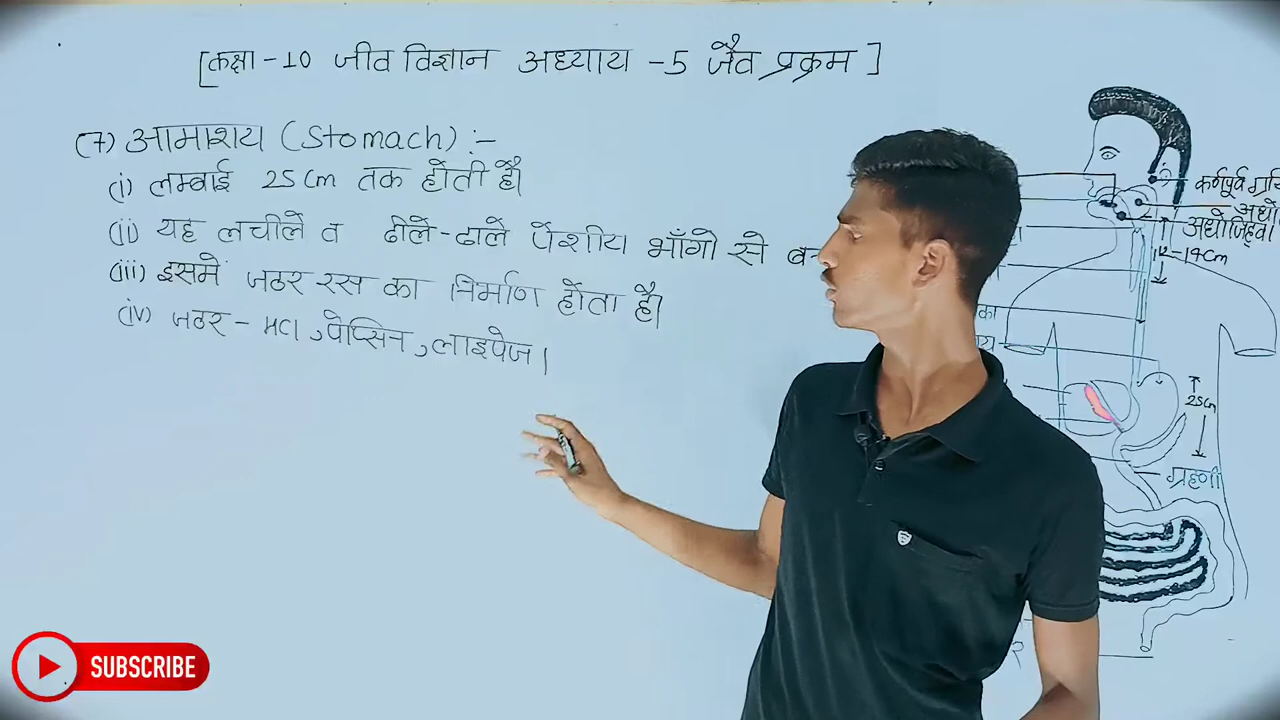 [कक्षा - 10 जीव विज्ञान अध्याय - 5 जैव प्रक्रम]
(7) आमाशय (Stomach) :-
(i) लम्बाई 25 Cm तक होती है।
(ii) यह लचीले व ढीले-ढाले पेशीय भाँगो से
(iii) इसमें जठर रस का निर्माण होता है।
(iv) जठर - HCl, पेप्सिन, लाइपेज।
कर्णपूर्व
अधोजिह्वा
12-14cm
25Cm
ग्रहणी
SUBSCRIBE